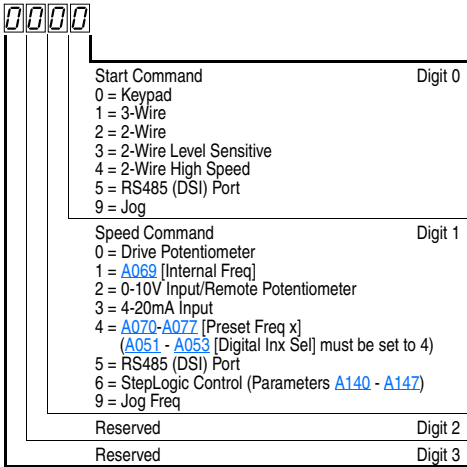 0000
Start Command Digit 0
0 = Keypad
1 = 3-Wire
2 = 2-Wire
3 = 2-Wire Level Sensitive
4 = 2-Wire High Speed
5 = RS485 (DSI) Port
9 = Jog
Speed Command Digit 1
0 = Drive Potentiometer
1 = A069 [Internal Freq]
2 = 0-10V Input/Remote Potentiometer
3 = 4-20mA Input
4 = A070-A077 [Preset Freq x]
(A051 - A053 [Digital Inx Sel] must be set to 4)
5 = RS485 (DSI) Port
6 = StepLogic Control (Parameters A140 - A147)
9 = Jog Freq
Reserved Digit 2
Reserved Digit 3